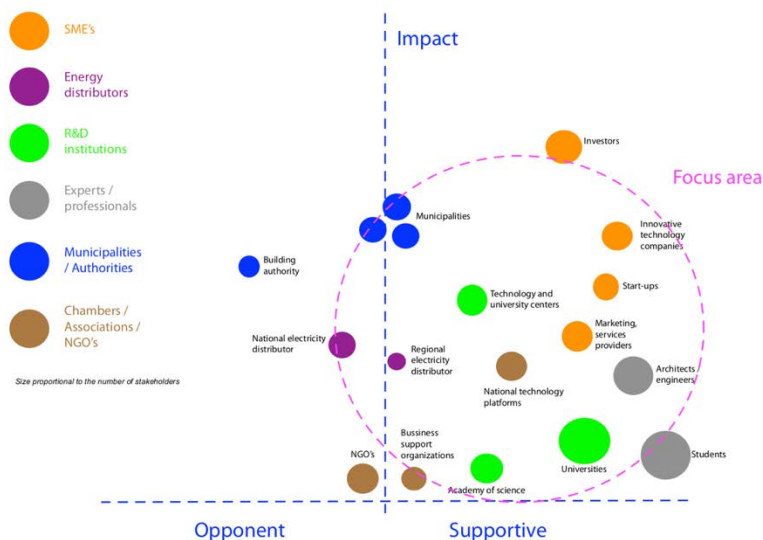 SME's
Energy
distributors
R&D
institutions
Experts /
professionals
Municipalities
/ Authorities
Chambers /
Associations /
NGO's
Size proportional to the number of stakeholders
Impact
Focus area
Investors
Municipalities
Innovative
technology
companies
Building
authority
Start-ups
Technology and
university centers
Marketing,
services
providers
National electricity
distributor
Regional
electricity
distributor
Architects
engineers
National technology
platforms
Bussiness
support
organizations
NGO's
Students
Universities
Academy of science
Opponent
Supportive